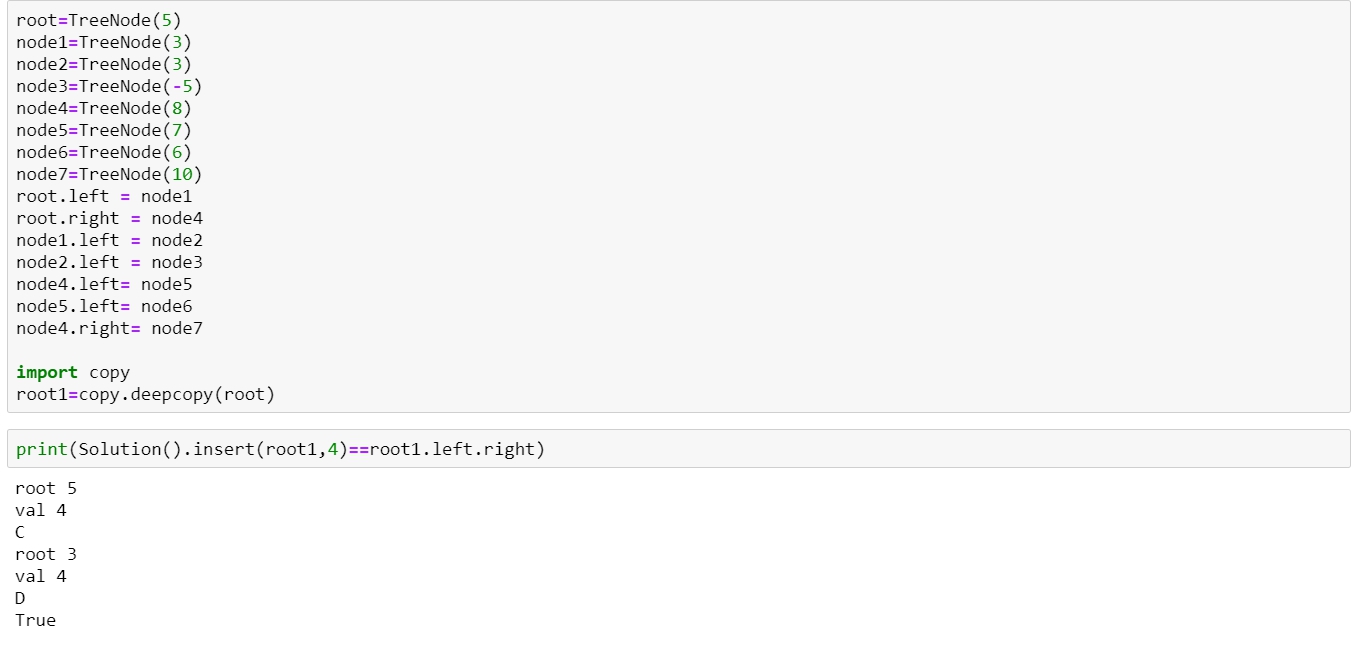 root=TreeNode(5)
node1=TreeNode(3)
node2=TreeNode(3)
node3=TreeNode(-5)
node4=TreeNode(8)
node5=TreeNode(7)
node6=TreeNode(6)
node7=TreeNode(10)
root.left = node1
root.right = node4
node1.left = node2
node2.left = node3
node4.left= node5
node5.left= node6
node4.right= node7
import copy
root1=copy.deepcopy(root)
print(Solution().insert(root1,4)==root1.left.right)
root 5
val 4
C
root 3
val 4
D
True